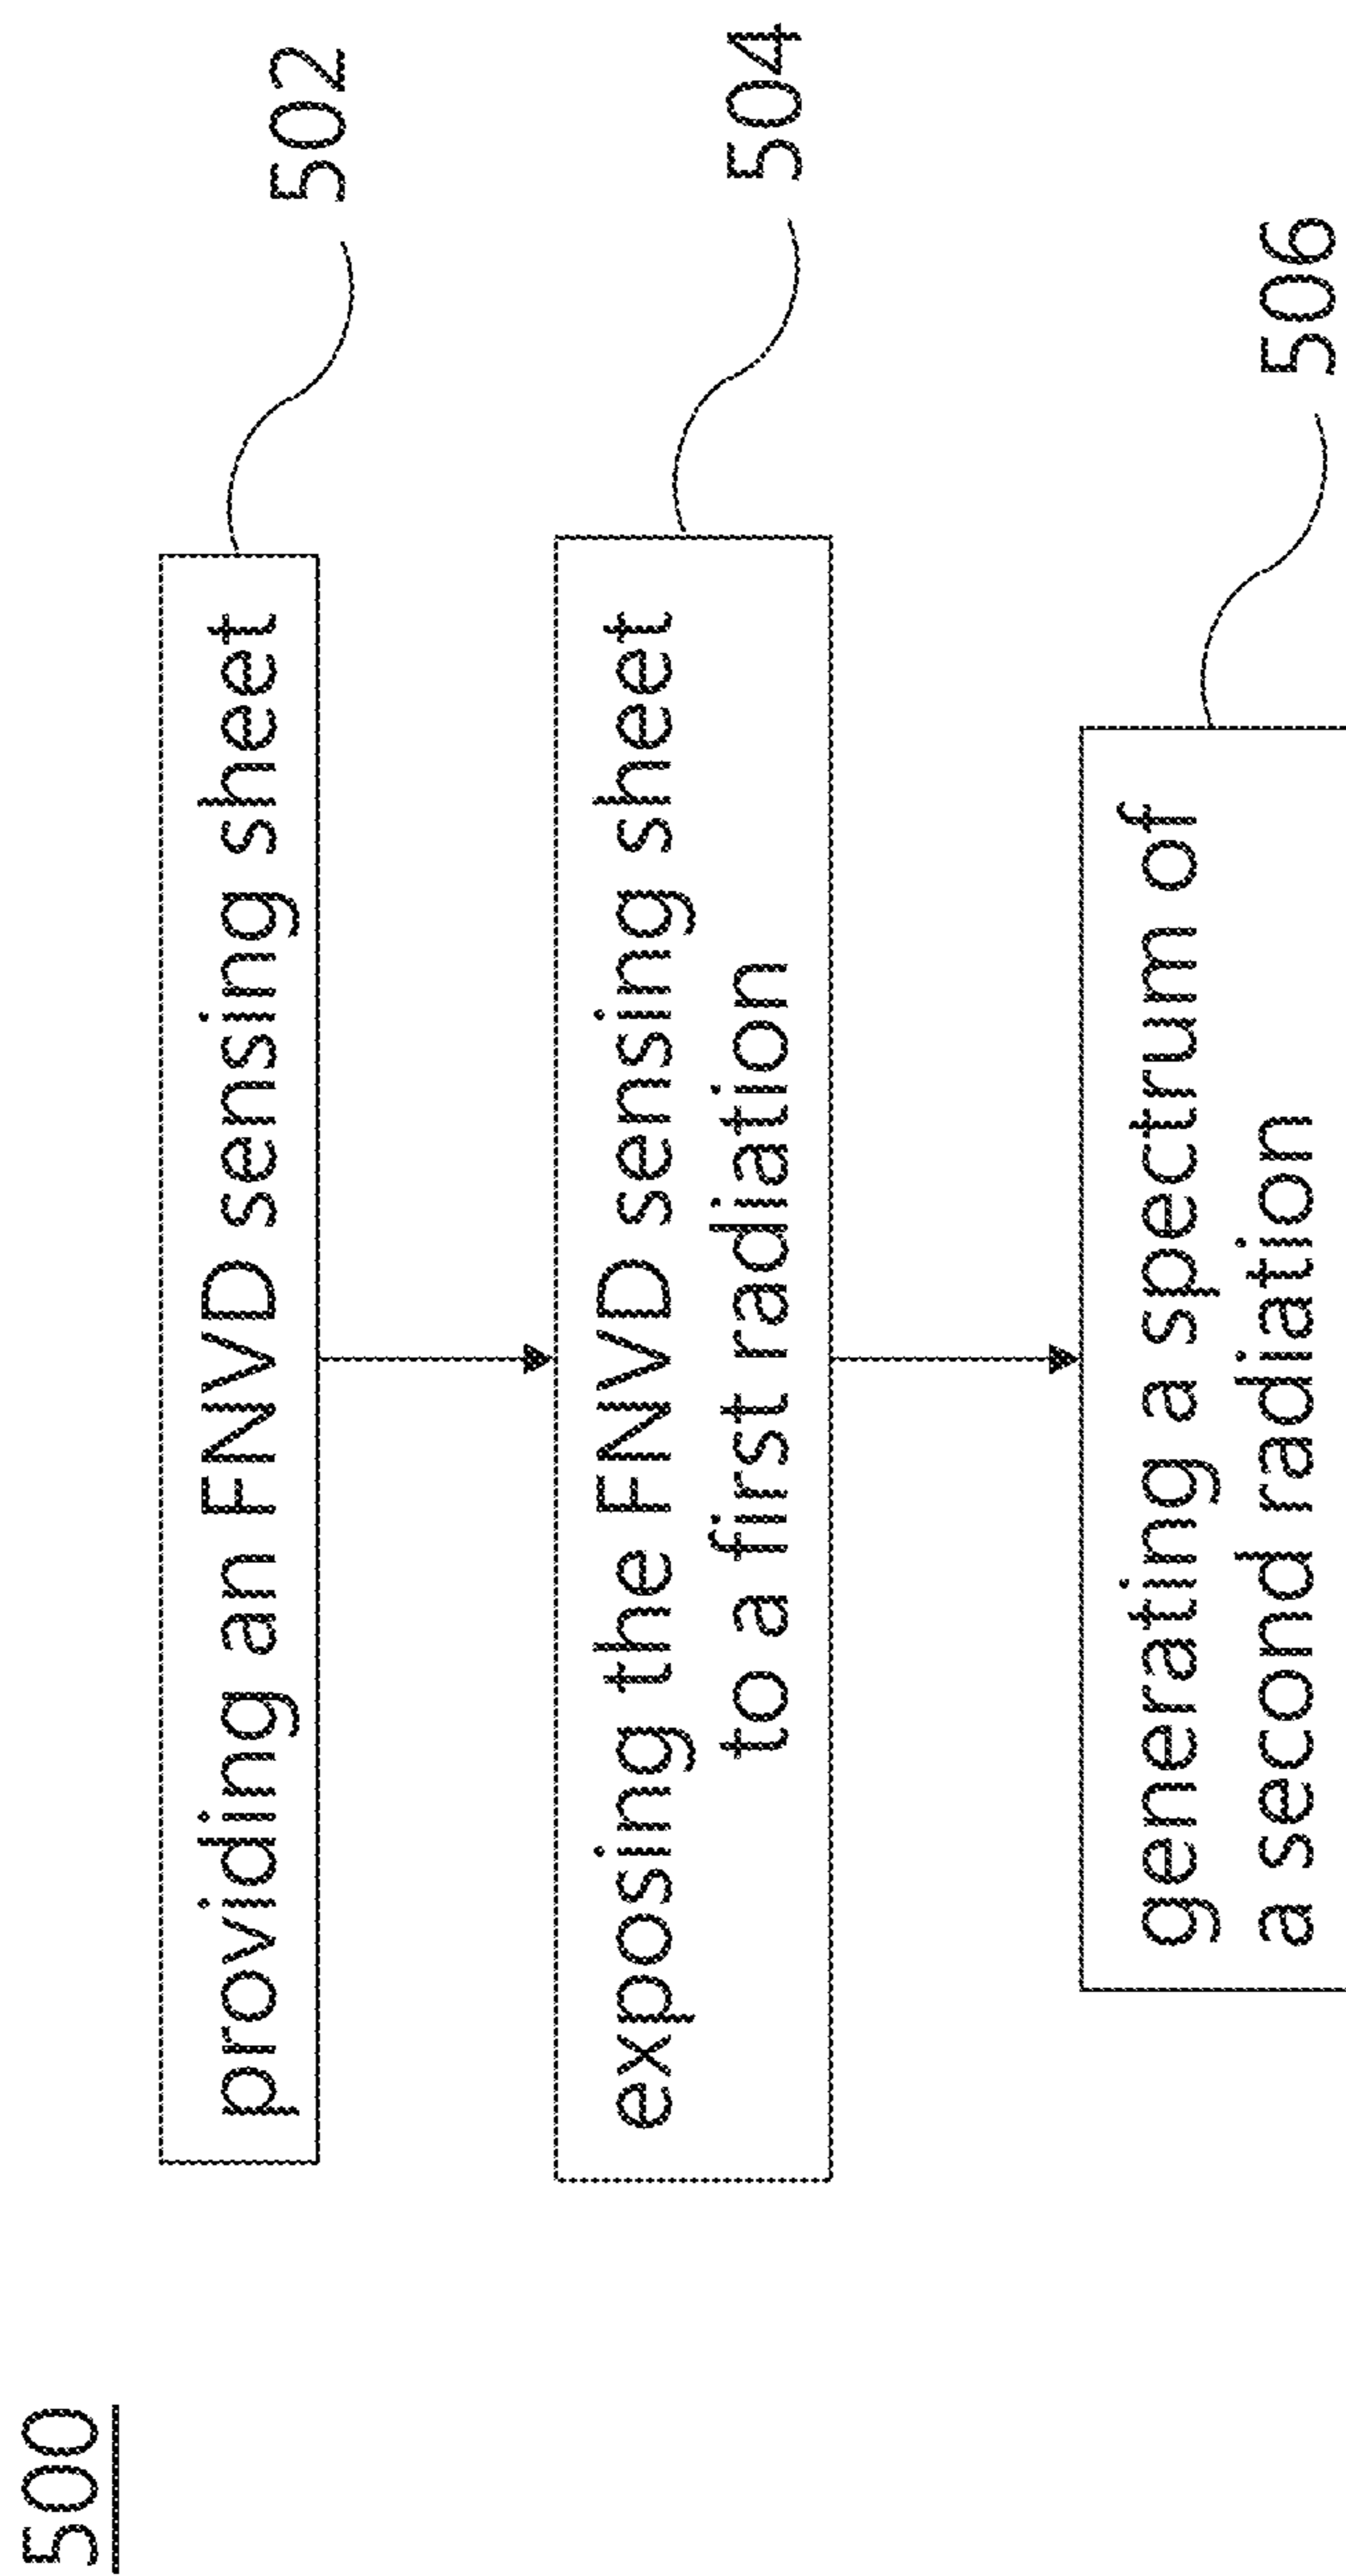 500
providing an FNVD sensing sheet
502
exposing the FNVD sensing sheet
to a first radiation
504
generating a spectrum of
a second radiation
506